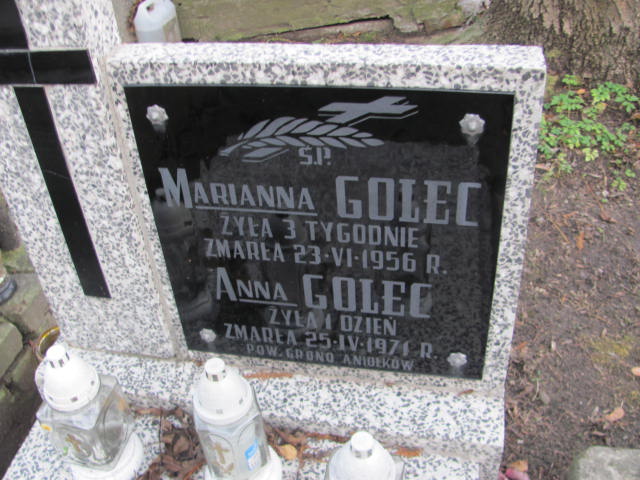 Ś.P.
MARIANNA GOLEC
ŻYŁA 3 TYGODNIE
ZMARŁA 23-VI-1956 R.
ANNA GOLEC
ŻYŁA 1 DZIEŃ
ZMARŁA 25-IV-1971 R.
POW. GRONO ANIOŁKÓW